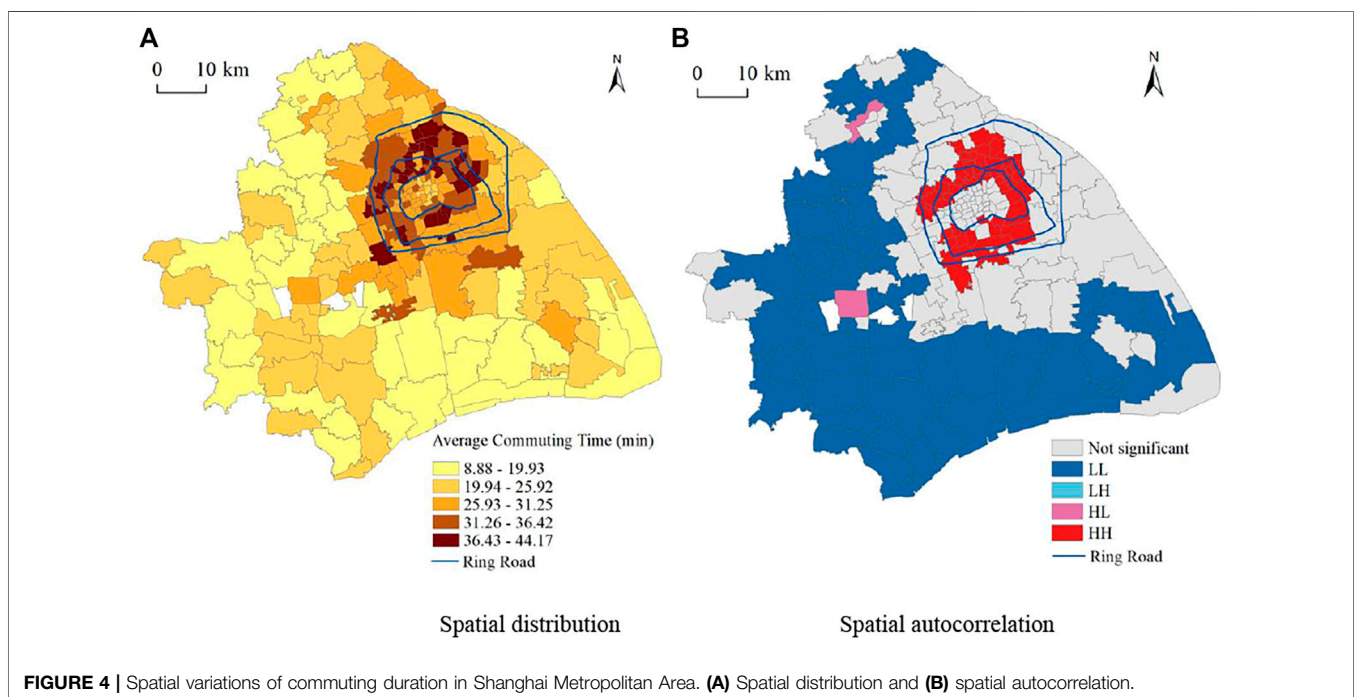 A
0 10 km
N
Average Commuting Time (min)
8.88 - 19.93
19.94 - 25.92
25.93 - 31.25
31.26 - 36.42
36.43 - 44.17
Ring Road
Spatial distribution
B
0 10 km
N
Not significant
LL
LH
HL
HH
Ring Road
Spatial autocorrelation
FIGURE 4 | Spatial variations of commuting duration in Shanghai Metropolitan Area. (A) Spatial distribution and (B) spatial autocorrelation.